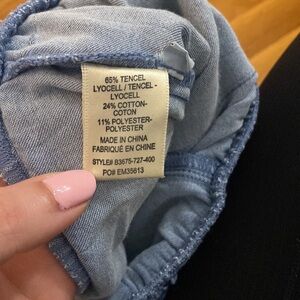 65% TENCEL
LYOCELL / TENCEL -
LYOCELL
24% COTTON-
COTON
11% POLYESTER-
POLYESTER
MADE IN CHINA
FABRIQUÉ EN CHINE
STYLE# B3675-727-400
PO# EM35613